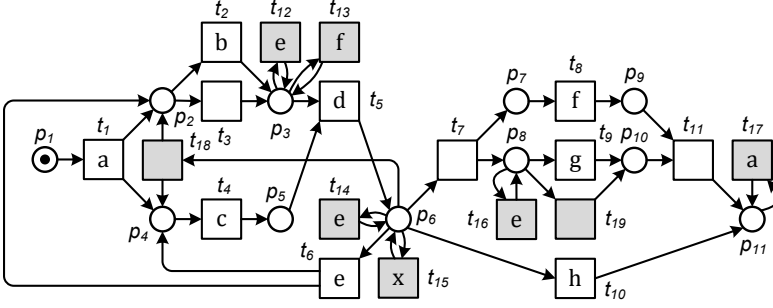 t2 t12 t13
b e f
t8
p7 f p9
t1 p2 t3 p3 d t5
p1 a t18 t7 p8 g t9 p10 t11 t17
t4 p5 t14 a
p4 c e p6 t16 e t19
t6 p11
e x t15 h t10